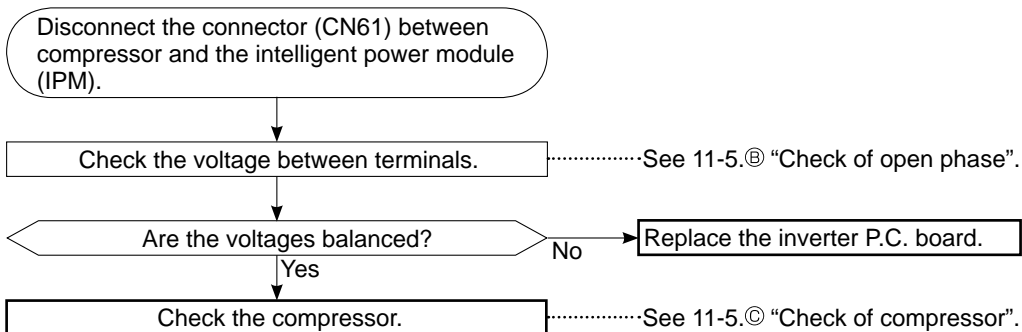 Disconnect the connector (CN61) between
compressor and the intelligent power module
(IPM).
Check the voltage between terminals.
See 11-5.Ⓑ “Check of open phase”.
Are the voltages balanced?
No
Replace the inverter P.C. board.
Yes
Check the compressor.
See 11-5.Ⓒ “Check of compressor”.